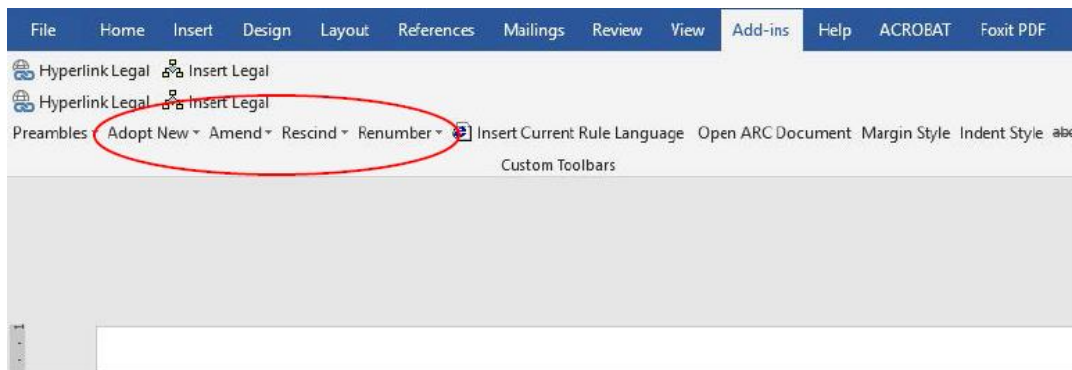 File Home Insert Design Layout References Mailings Review View Add-ins Help ACROBAT Foxit PDF
Hyperlink Legal Insert Legal
Hyperlink Legal Insert Legal
Preambles Adopt New Amend Rescind Renumber Insert Current Rule Language Open ARC Document Margin Style Indent Style abc
Custom Toolbars
1